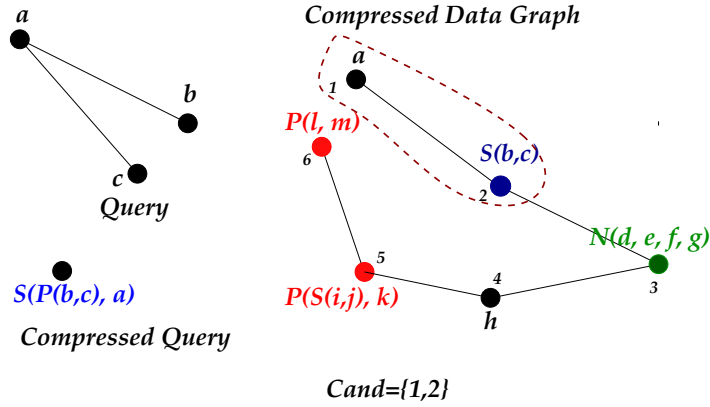 Compressed Data Graph
a
b
c
Query
S(P(b,c), a)
Compressed Query
a
1
P(l, m)
6
S(b,c)
2
N(d, e, f, g)
3
5
P(S(i,j), k)
4
h
Cand={1,2}